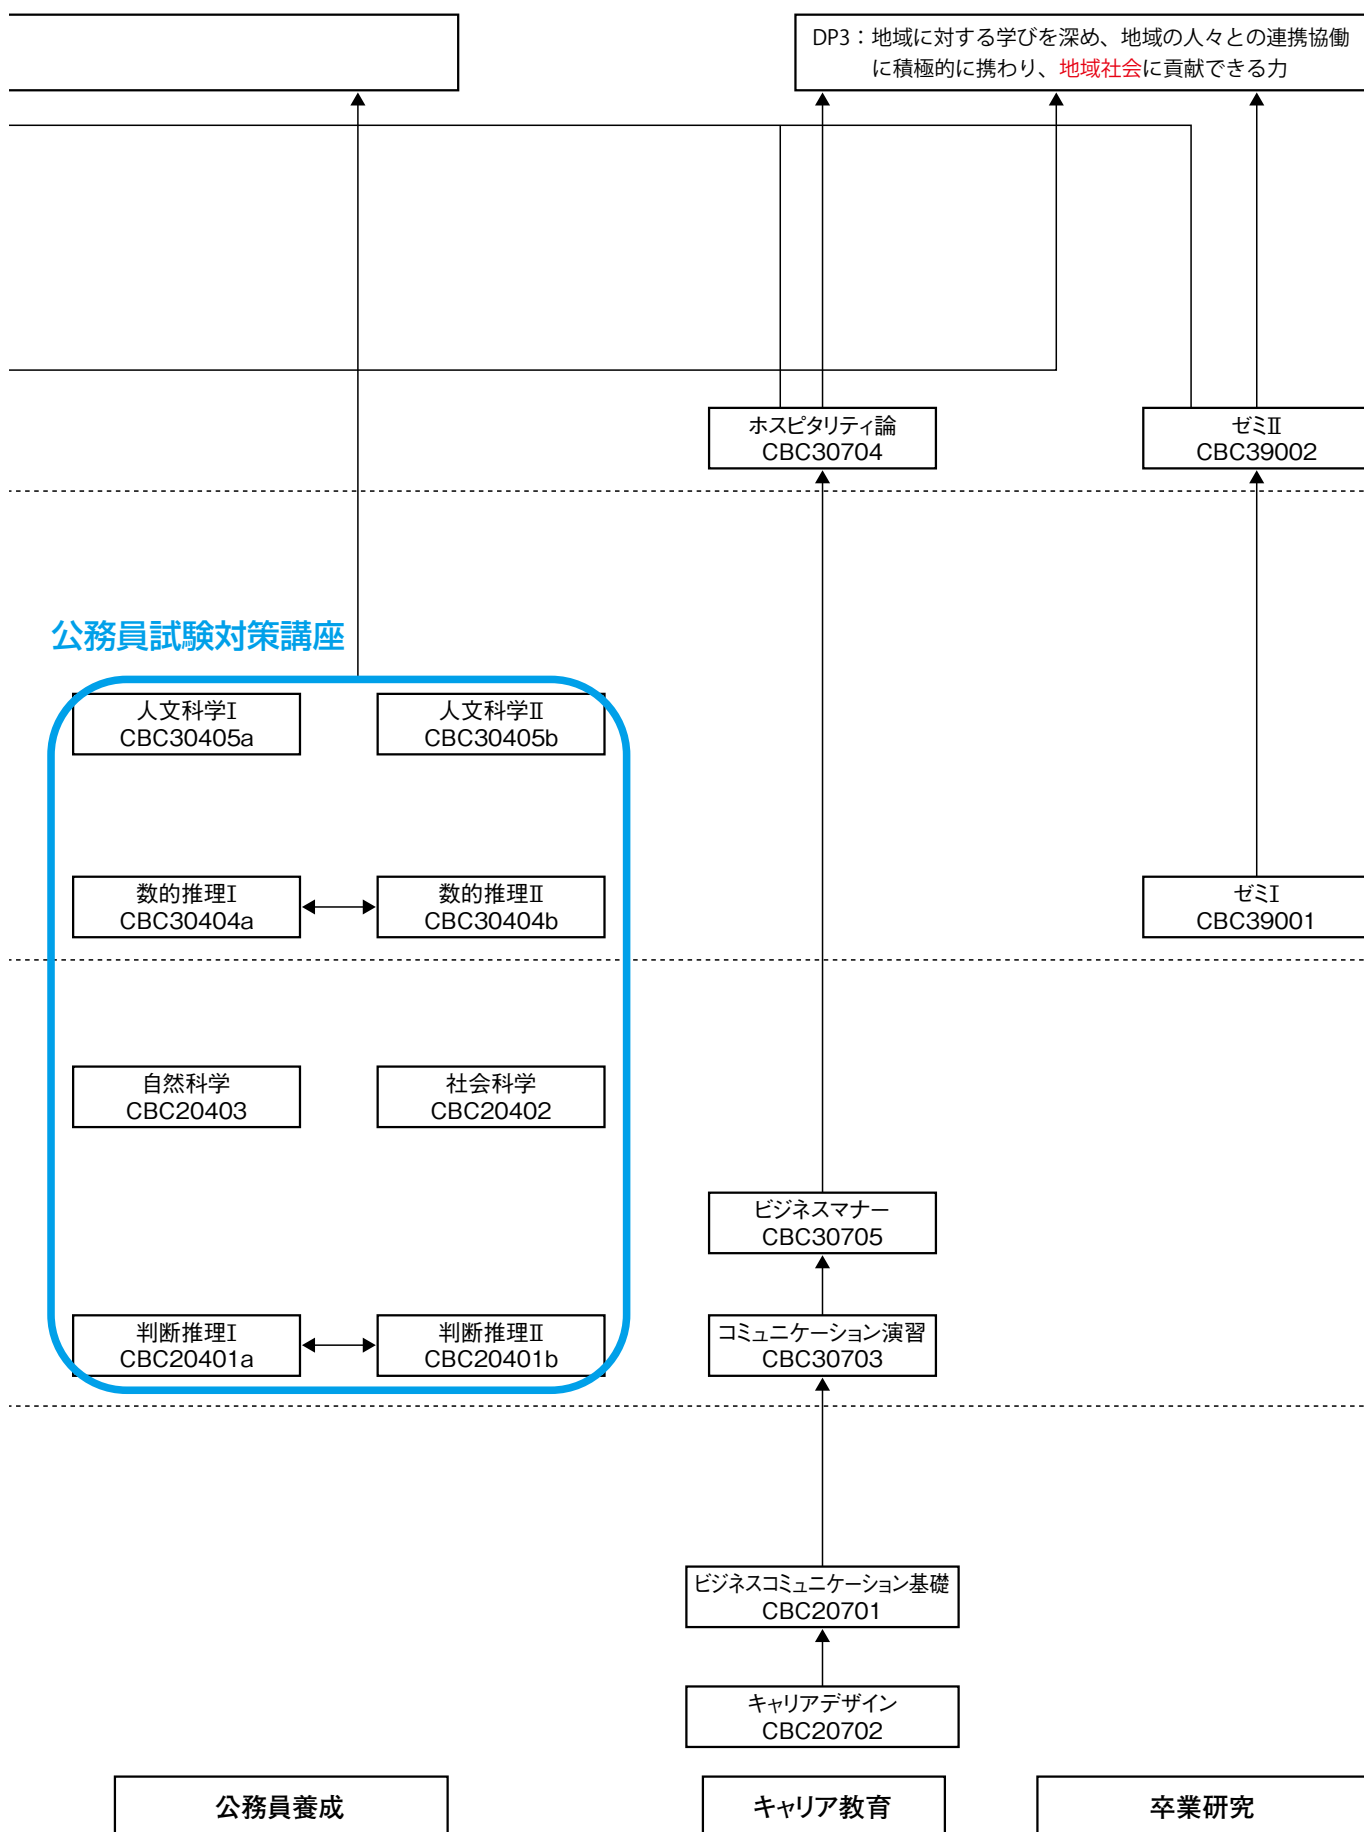 DP3：地域に対する学びを深め、地域の人々との連携協働
に積極的に携わり、地域社会に貢献できる力
ホスピタリティ論
CBC30704
ゼミⅡ
CBC39002
公務員試験対策講座
人文科学Ⅰ
CBC30405a
人文科学Ⅱ
CBC30405b
数的推理Ⅰ
CBC30404a
数的推理Ⅱ
CBC30404b
ゼミⅠ
CBC39001
自然科学
CBC20403
社会科学
CBC20402
ビジネスマナー
CBC30705
判断推理Ⅰ
CBC20401a
判断推理Ⅱ
CBC20401b
コミュニケーション演習
CBC30703
ビジネスコミュニケーション基礎
CBC20701
キャリアデザイン
CBC20702
公務員養成
キャリア教育
卒業研究